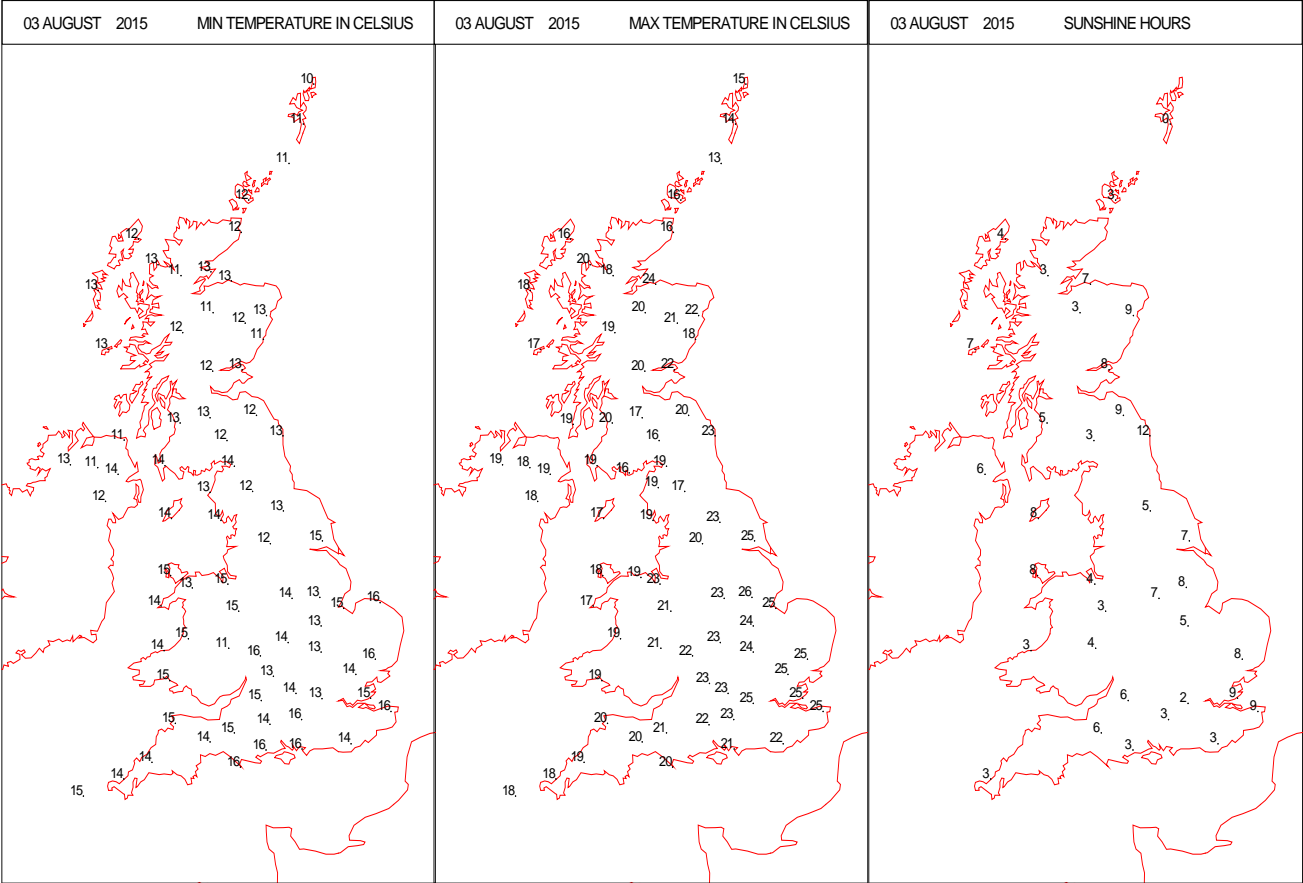 03 AUGUST 2015 MIN TEMPERATURE IN CELSIUS
10
11
11
12
12
12
13 11 13
13
13
11 13
12
12 11
13
12 13
13 13 12
11 12 13
13 11 14 14 14
12 13 12
14 14 13
12 15
15 13 15
14 13
14 15 15 16
13
15 14
14 11 16 13 16
15 13 14
15 14 13 15
16
15 15 14 16
14 16 16 14
14 16
14
15
03 AUGUST 2015 MAX TEMPERATURE IN CELSIUS
15
14
13
16
16
16
20 18
24
18
20 22
21
19 18
17
20 22
19 20 17 20
16 23
19 18 19 19 16 19
18 19 17
17 19 23
20 25
18 19 23
23 26
17 21 25
24
19 21 23
22 24 25
19 23 25
23 25 25
25
20 21 22 23
20 21 22
19 20
18
18
03 AUGUST 2015 SUNSHINE HOURS
0
3
4
3 7
3 9
7
8
5 9
3 12
6
8 5
7
8 4 8
7
3 5
3 4
8
6 2 9
9
6 3
3 3
3